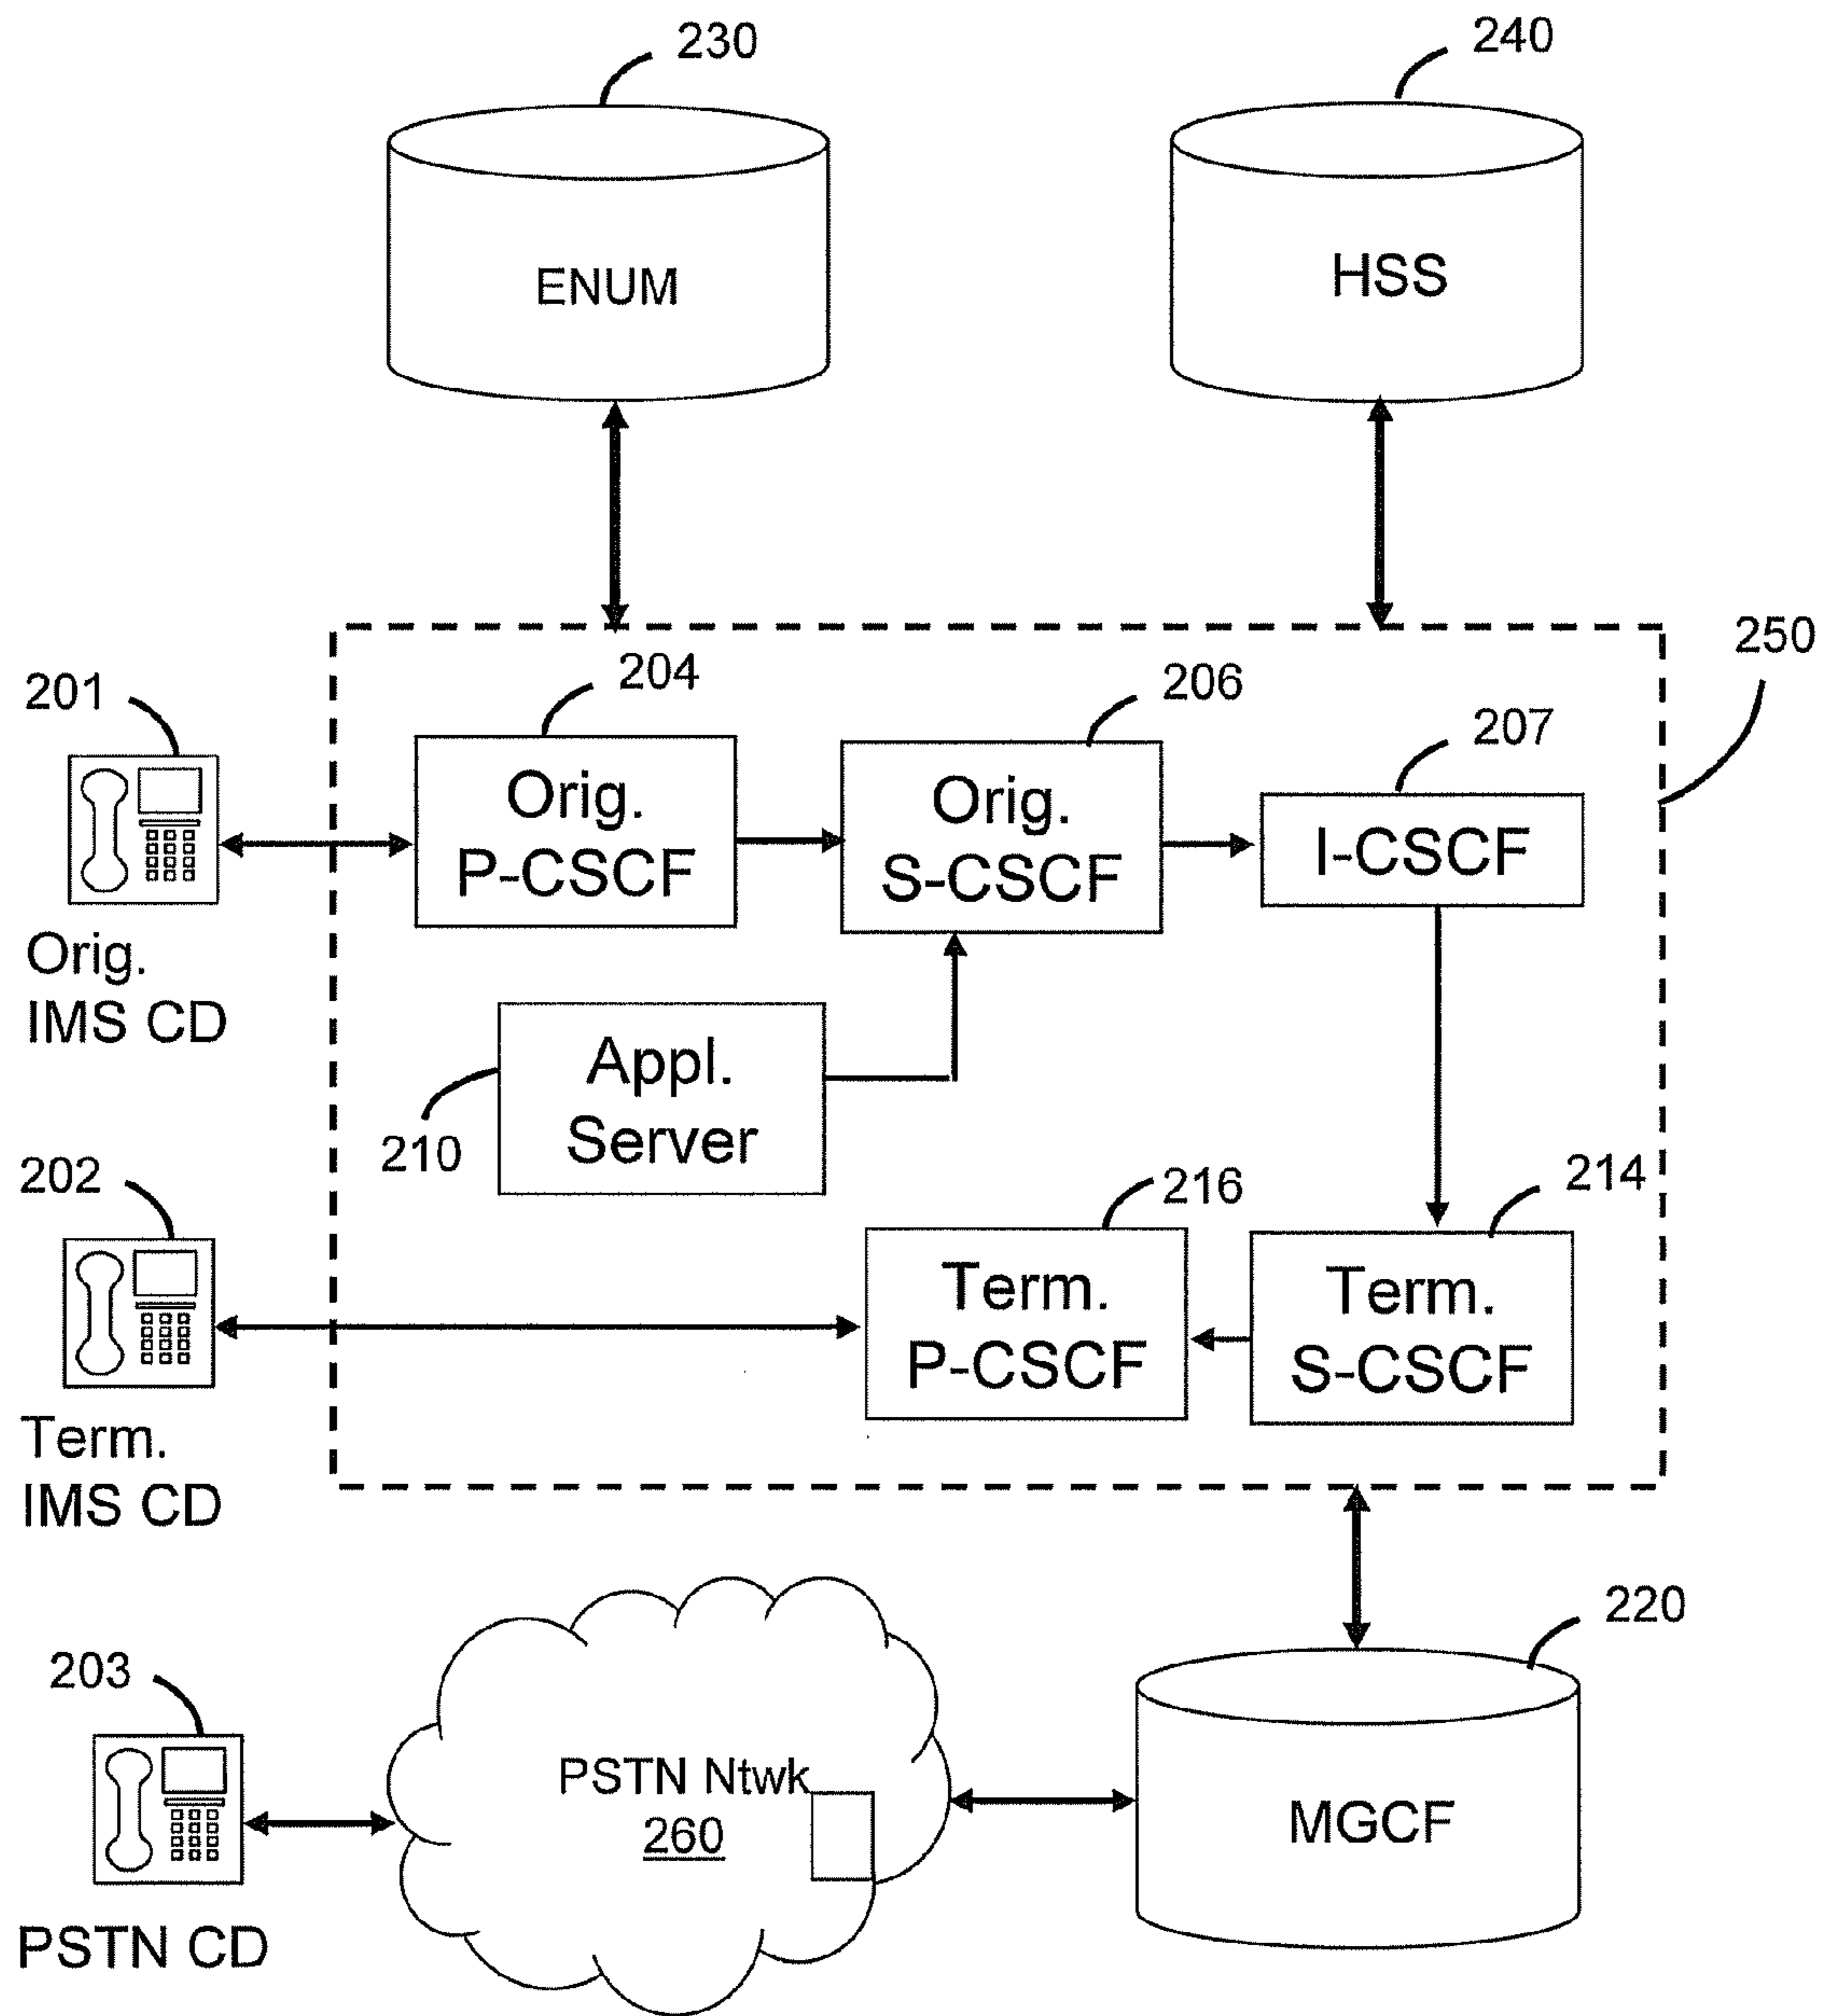 230
240
ENUM
HSS
250
204
206
201
207
Orig.
P-CSCF
Orig.
S-CSCF
I-CSCF
Orig.
IMS CD
Appl.
Server
210
202
216
214
Term.
P-CSCF
Term.
S-CSCF
Term.
IMS CD
220
203
PSTN Ntwk
260
MGCF
PSTN CD